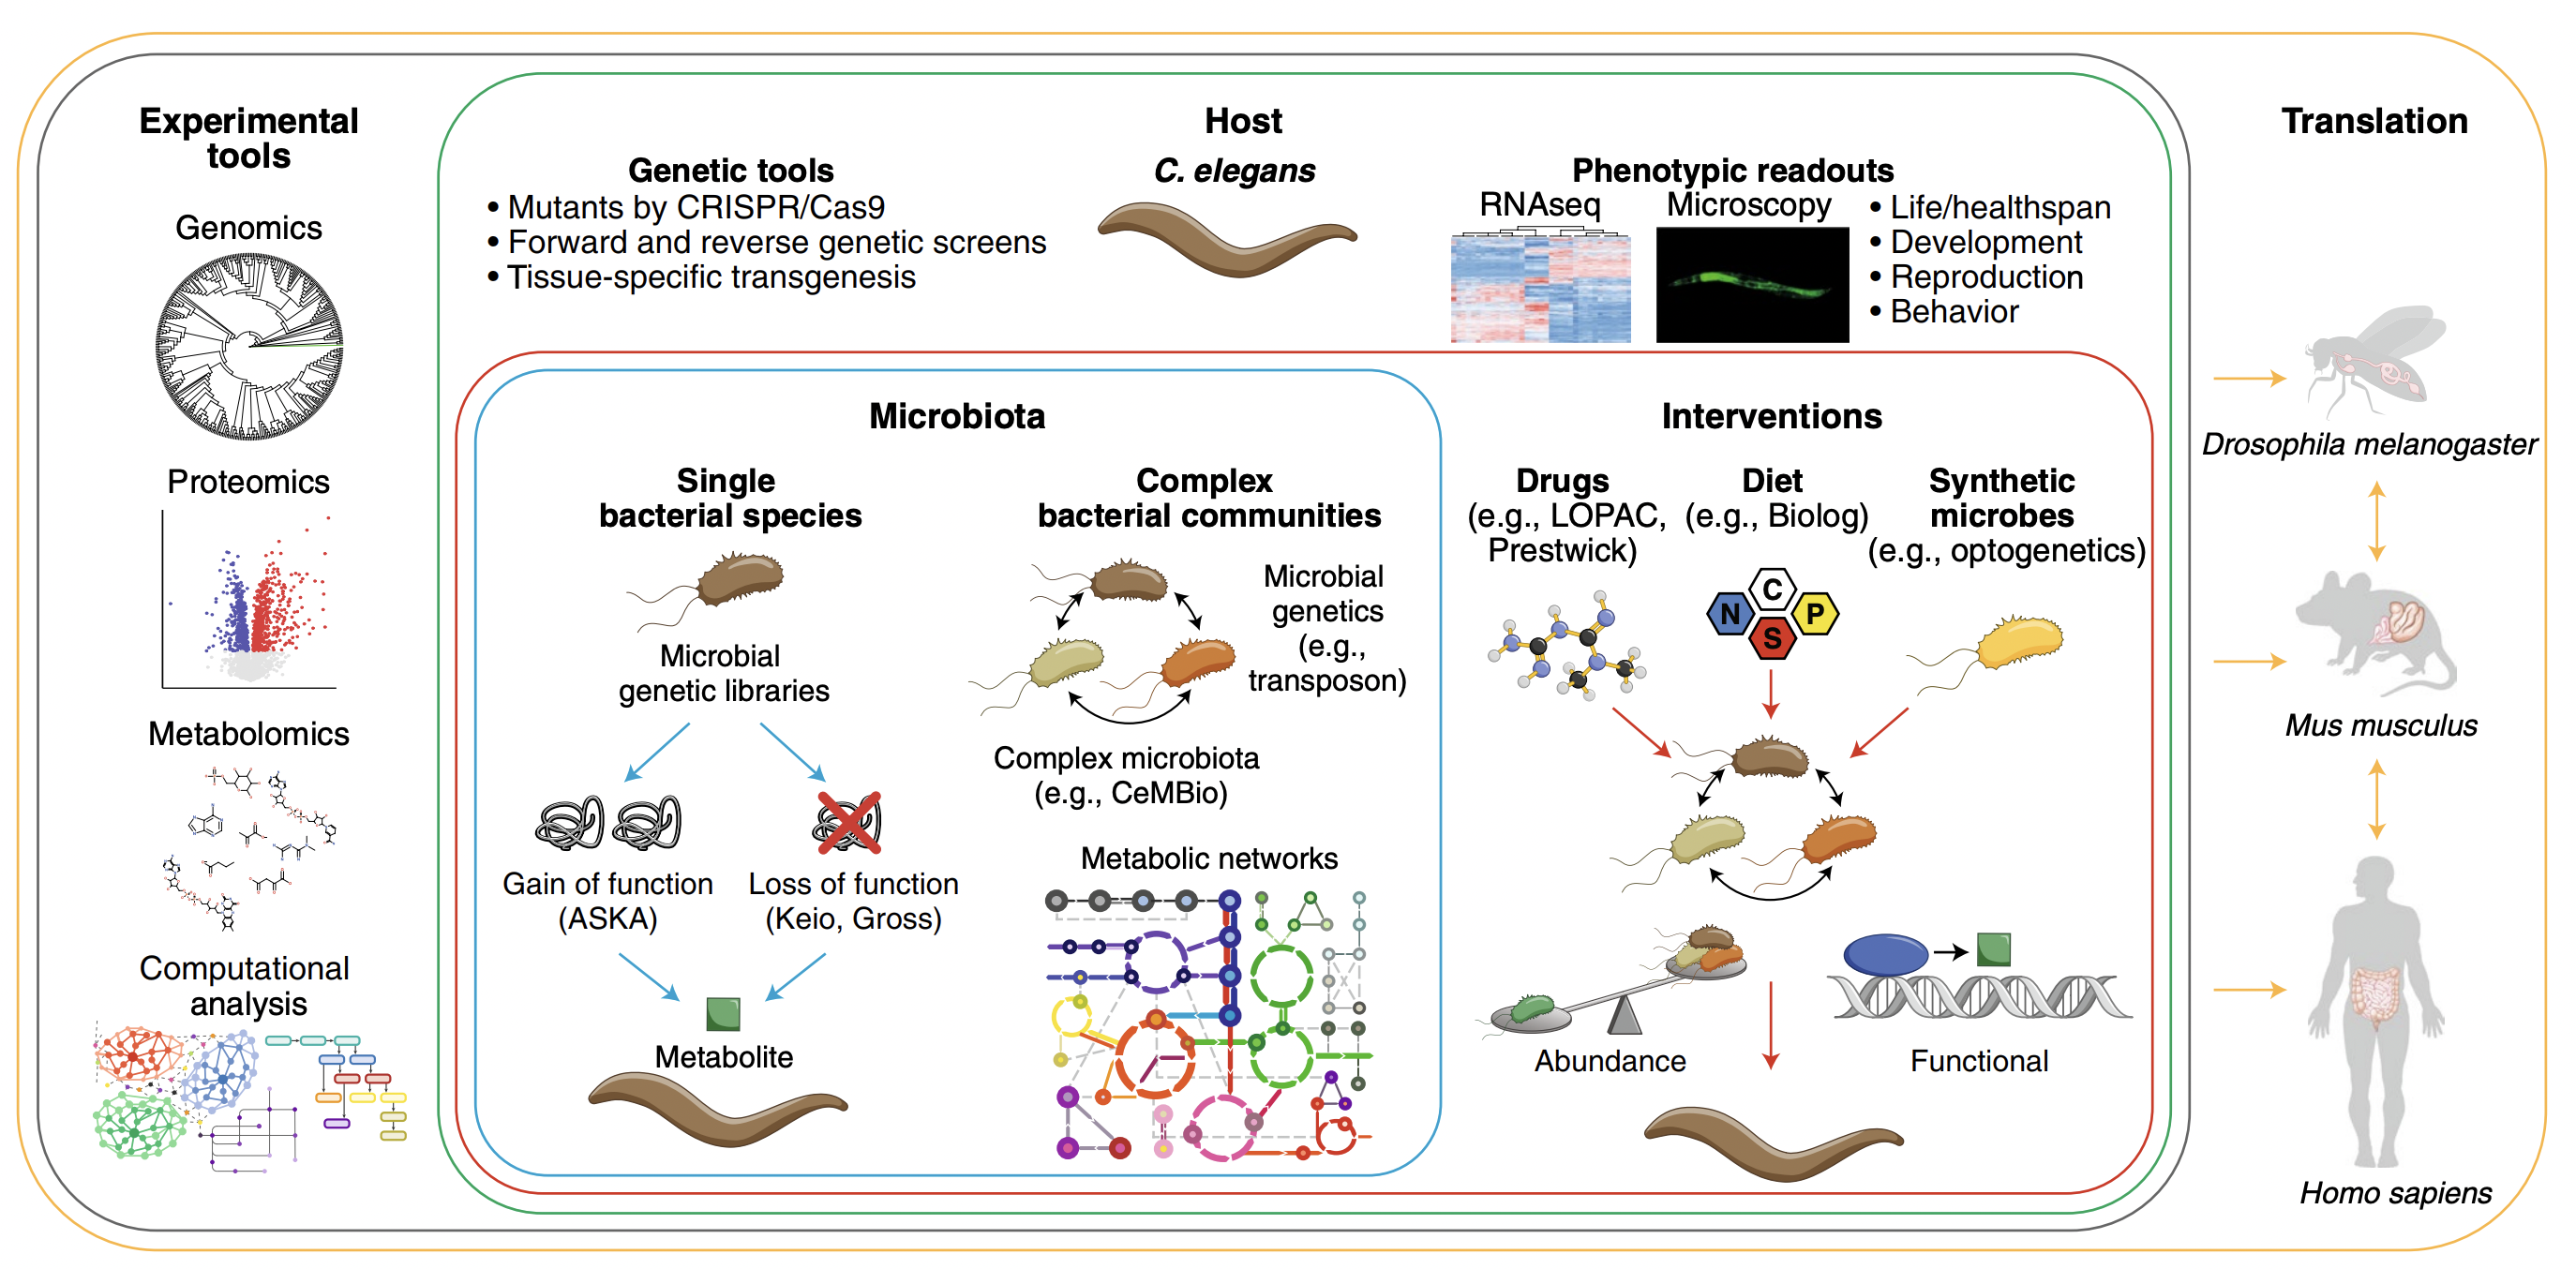 Experimental
tools
Genomics
Proteomics
Metabolomics
Computational
analysis
Host
C. elegans
Genetic tools
• Mutants by CRISPR/Cas9
• Forward and reverse genetic screens
• Tissue-specific transgenesis
Phenotypic readouts
RNAseq
Microscopy
• Life/healthspan
• Development
• Reproduction
• Behavior
Microbiota
Single
bacterial species
Microbial
genetic libraries
Gain of function
(ASKA)
Loss of function
(Keio, Gross)
Metabolite
Complex
bacterial communities
Microbial
genetics
(e.g.,
transposon)
Complex microbiota
(e.g., CeMBio)
Metabolic networks
Interventions
Drugs
(e.g., LOPAC,
Prestwick)
Diet
(e.g., Biolog)
C
N
P
S
Synthetic
microbes
(e.g., optogenetics)
Abundance
Functional
Translation
Drosophila melanogaster
Mus musculus
Homo sapiens